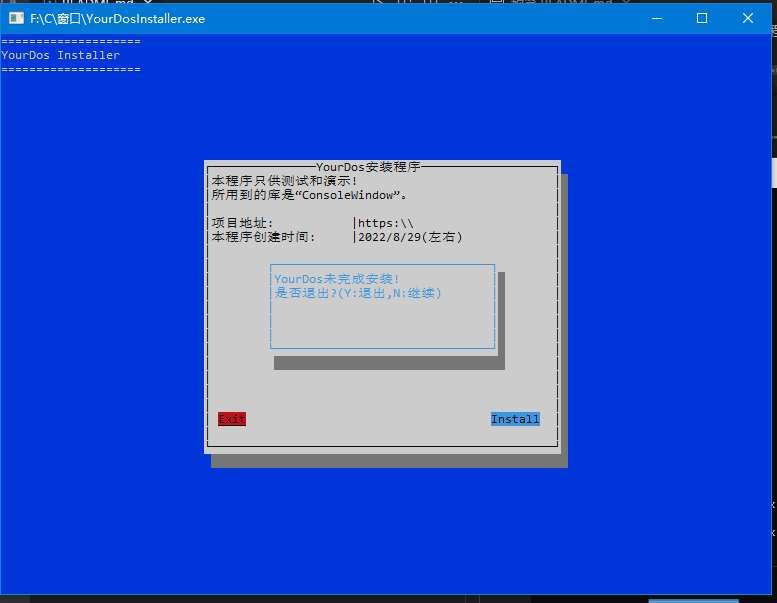 F:\C\窗口\YourDosInstaller.exe
====================
YourDos Installer
====================
YourDos安装程序
本程序只供测试和演示!
所用到的库是“ConsoleWindow”。
项目地址: |https:\\
本程序创建时间: |2022/8/29(左右)
YourDos未完成安装!
是否退出?(Y:退出,N:继续)
Exit Install